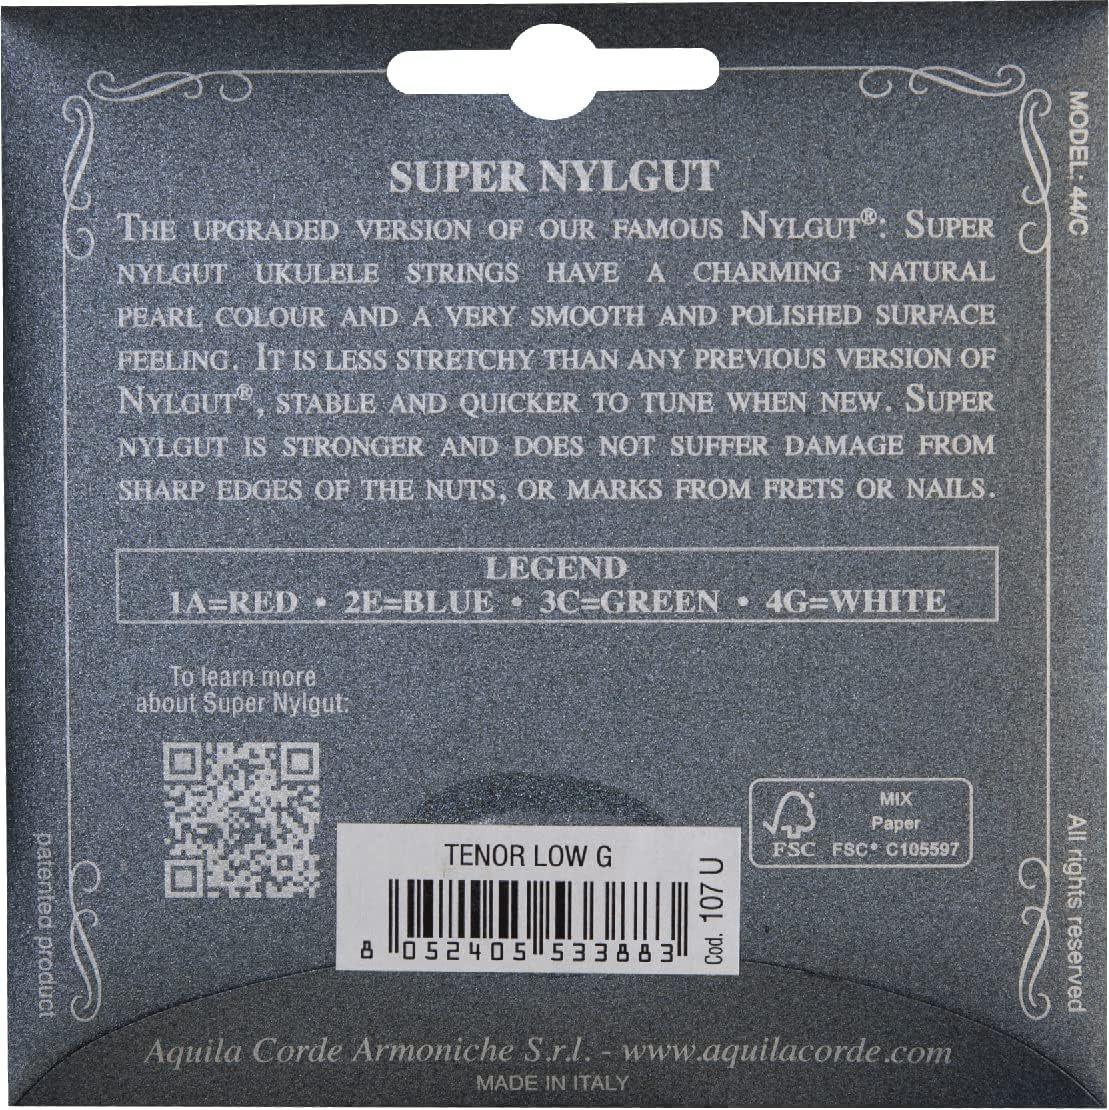 SUPER NYLGUT
THE UPGRADED VERSION OF OUR FAMOUS NYLGUT®: SUPER
NYLGUT UKULELE STRINGS HAVE A CHARMING NATURAL
PEARL COLOUR AND A VERY SMOOTH AND POLISHED SURFACE
FEELING. IT IS LESS STRETCHY THAN ANY PREVIOUS VERSION OF
NYLGUT®, STABLE AND QUICKER TO TUNE WHEN NEW. SUPER
NYLGUT IS STRONGER AND DOES NOT SUFFER DAMAGE FROM
SHARP EDGES OF THE NUTS, OR MARKS FROM FRETS OR NAILS.
LEGEND
1A=RED • 2E=BLUE • 3C=GREEN • 4G=WHITE
To learn more
about Super Nylgut:
MIX
Paper
FSC FSC® C105597
TENOR LOW G
8 052405 533883
Cod. 107 U
Aquila Corde Armoniche S.r.l. - www.aquilacorde.com
MADE IN ITALY
MODEL: 44/C
All rights reserved
patented product